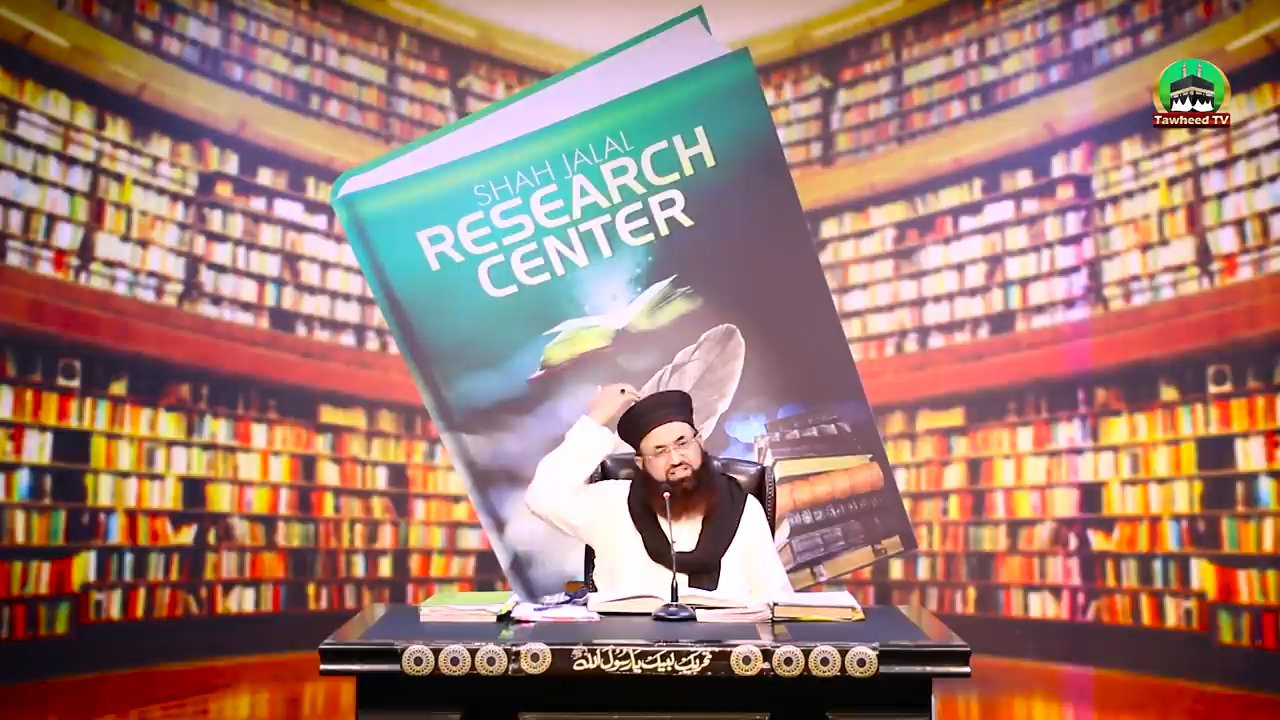 Tawheed TV
SHAH JALAL
RESEARCH
CENTER
تحریک لبیک یا رسول اللہ